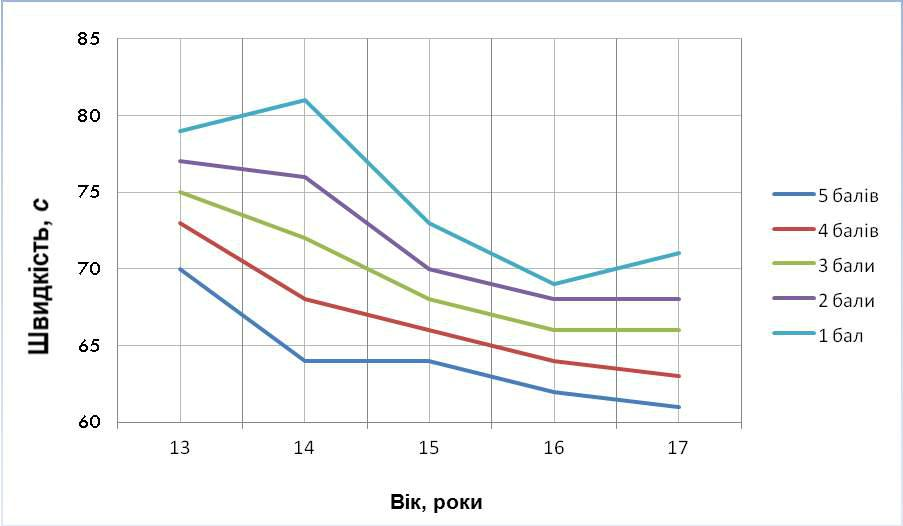 85
80
75
70
65
60
Швидкість, с
13 14 15 16 17
Вік, роки
5 балів
4 балів
3 бали
2 бали
1 бал